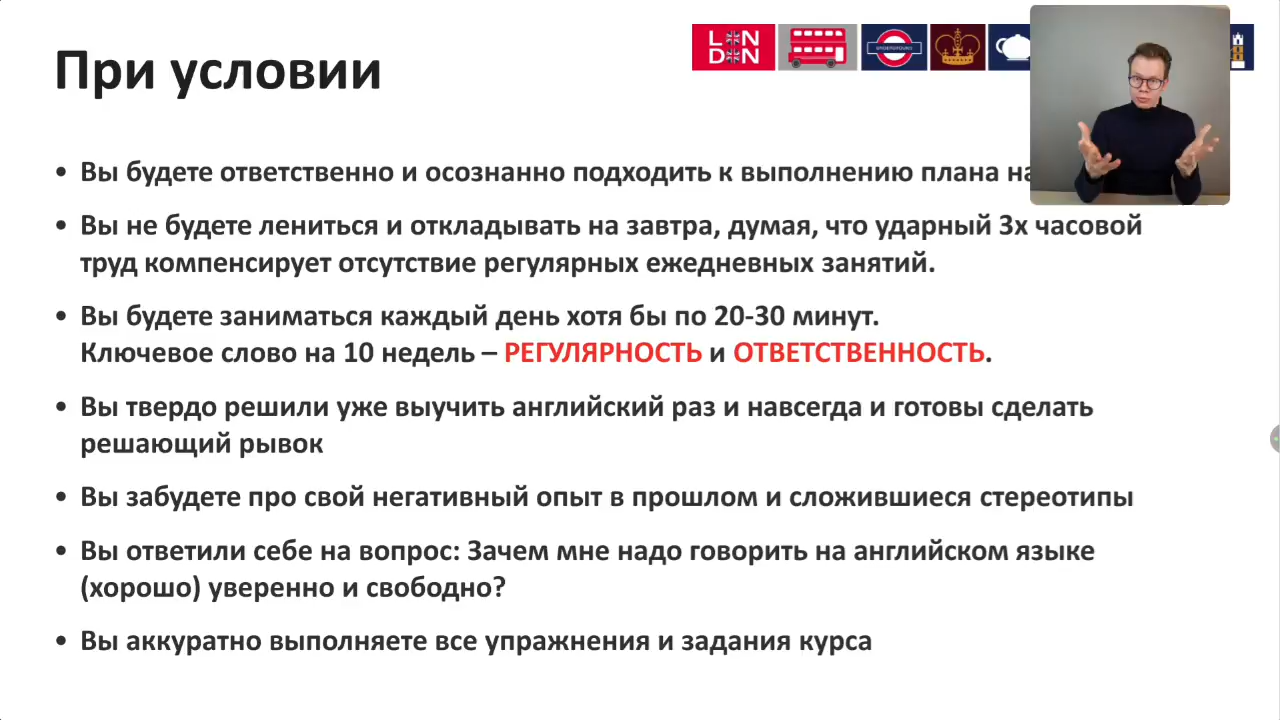 При условии
LONDON
UNDERGROUND
• Вы будете ответственно и осознанно подходить к выполнению плана
• Вы не будете лениться и откладывать на завтра, думая, что ударный 3х часовой
труд компенсирует отсутствие регулярных ежедневных занятий.
• Вы будете заниматься каждый день хотя бы по 20-30 минут.
Ключевое слово на 10 недель – РЕГУЛЯРНОСТЬ и ОТВЕТСТВЕННОСТЬ.
• Вы твердо решили уже выучить английский раз и навсегда и готовы сделать
решающий рывок
• Вы забудете про свой негативный опыт в прошлом и сложившиеся стереотипы
• Вы ответили себе на вопрос: Зачем мне надо говорить на английском языке
(хорошо) уверенно и свободно?
• Вы аккуратно выполняете все упражнения и задания курса